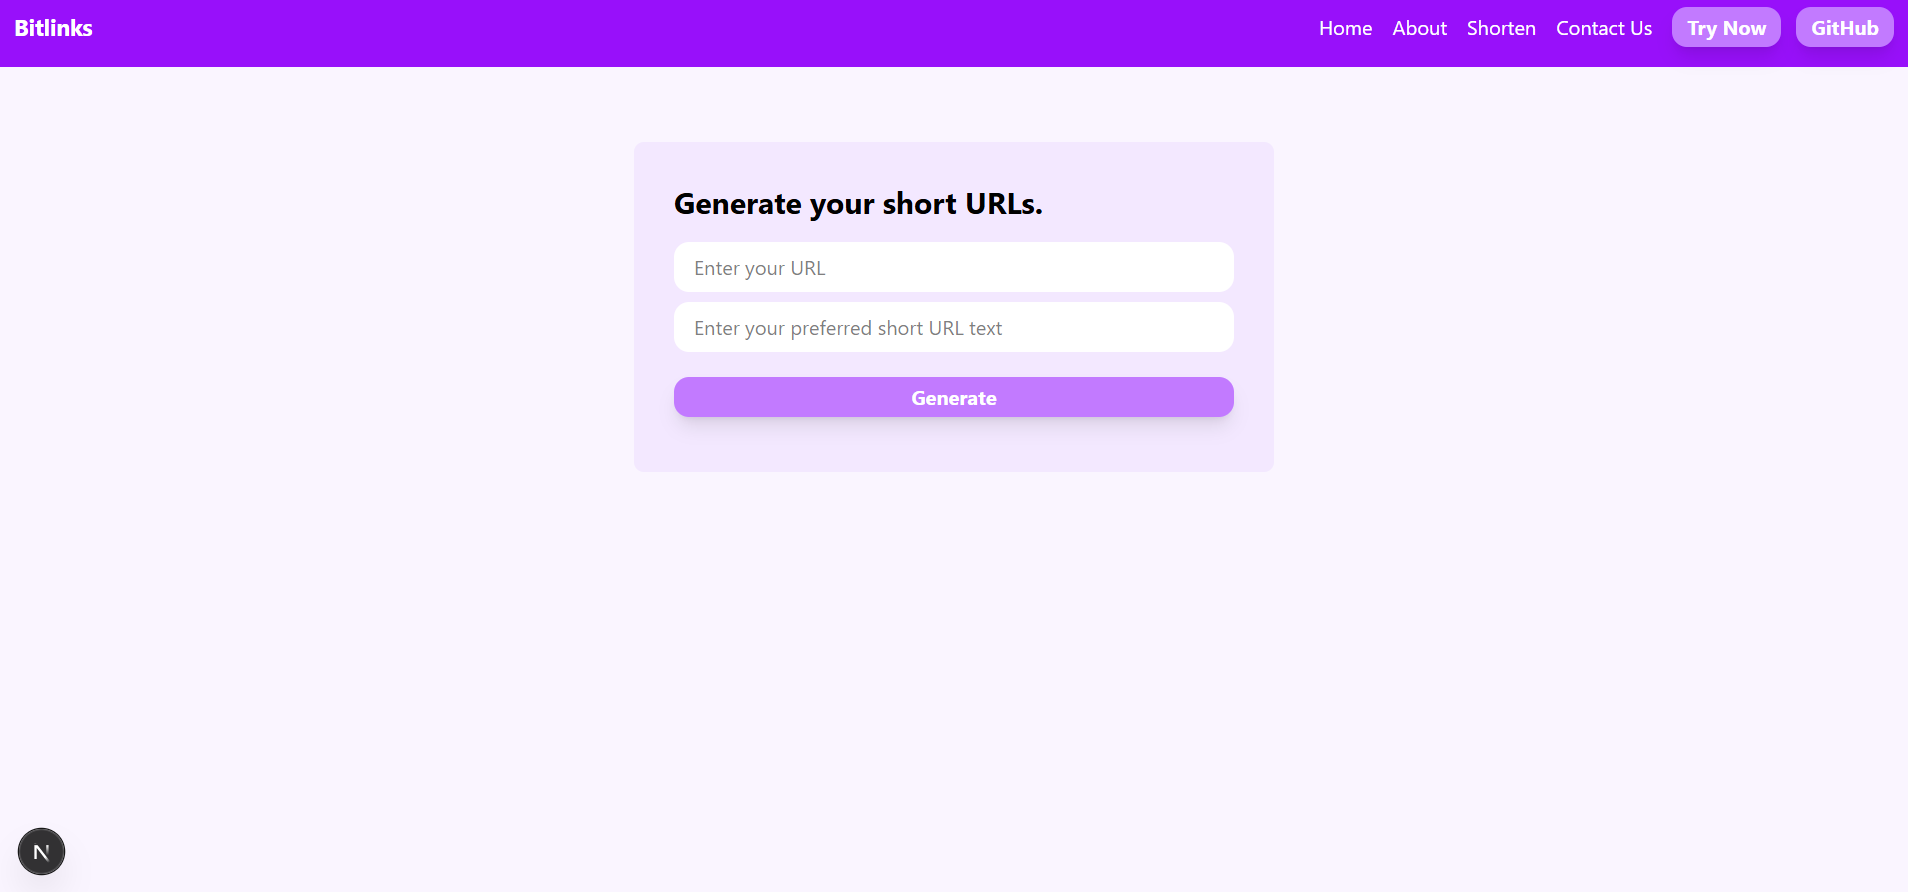 Bitlinks
Home About Shorten Contact Us Try Now GitHub
Generate your short URLs.
Enter your URL
Enter your preferred short URL text
Generate
N